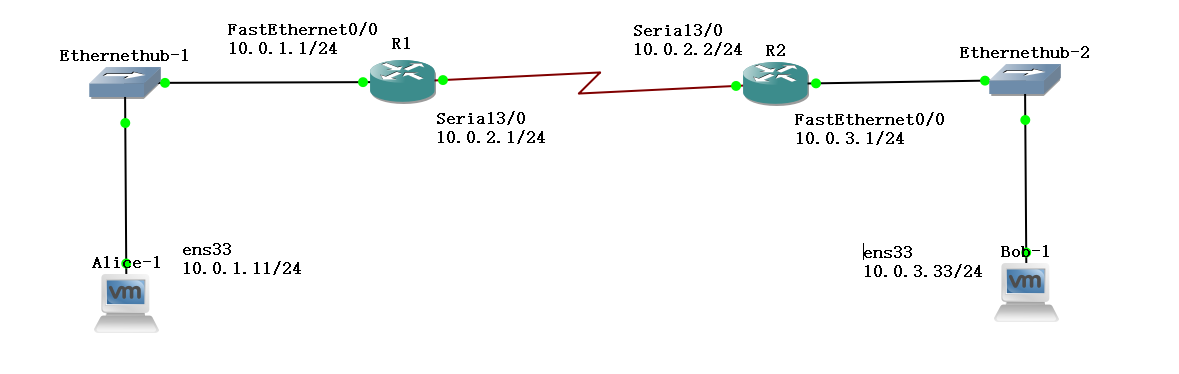 FastEthernet0/0
10.0.1.1/24
Ethernethub-1
R1
Serial3/0
10.0.2.2/24
R2
Ethernethub-2
Serial3/0
10.0.2.1/24
FastEthernet0/0
10.0.3.1/24
Alice-1
ens33
10.0.1.11/24
vm
ens33
10.0.3.33/24
Bob-1
vm